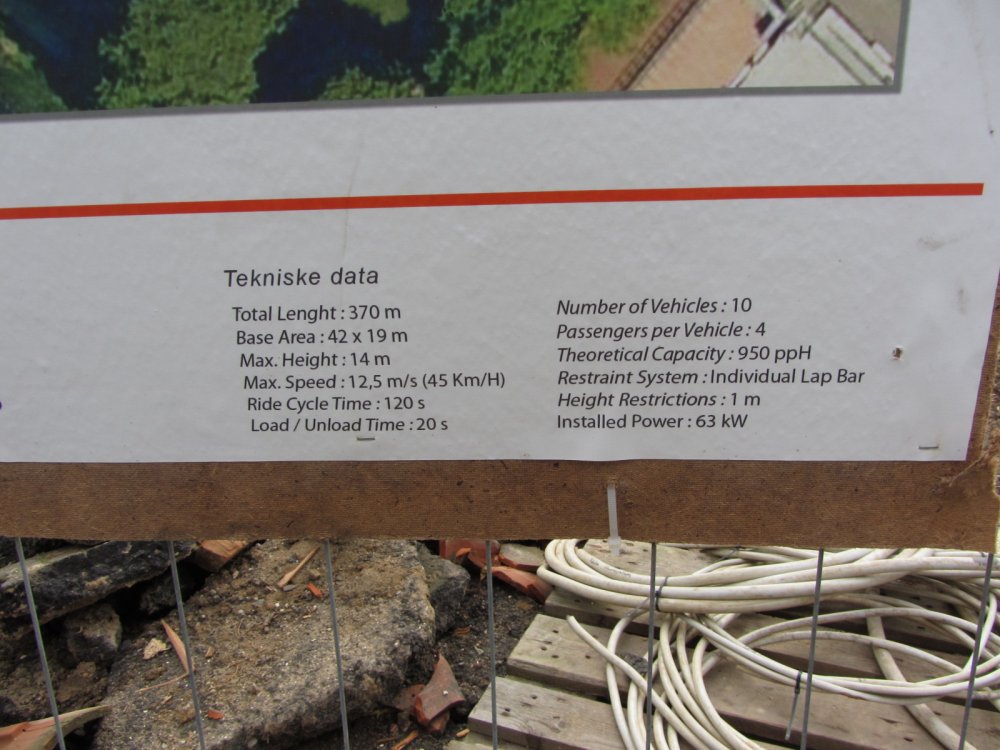 Tekniske data
Total Lenght : 370 m
Base Area : 42 x 19 m
Max. Height : 14 m
Max. Speed : 12,5 m/s (45 Km/H)
Ride Cycle Time : 120 s
Load / Unload Time : 20 s
Number of Vehicles : 10
Passengers per Vehicle : 4
Theoretical Capacity : 950 ppH
Restraint System : Individual Lap Bar
Height Restrictions : 1 m
Installed Power : 63 kW